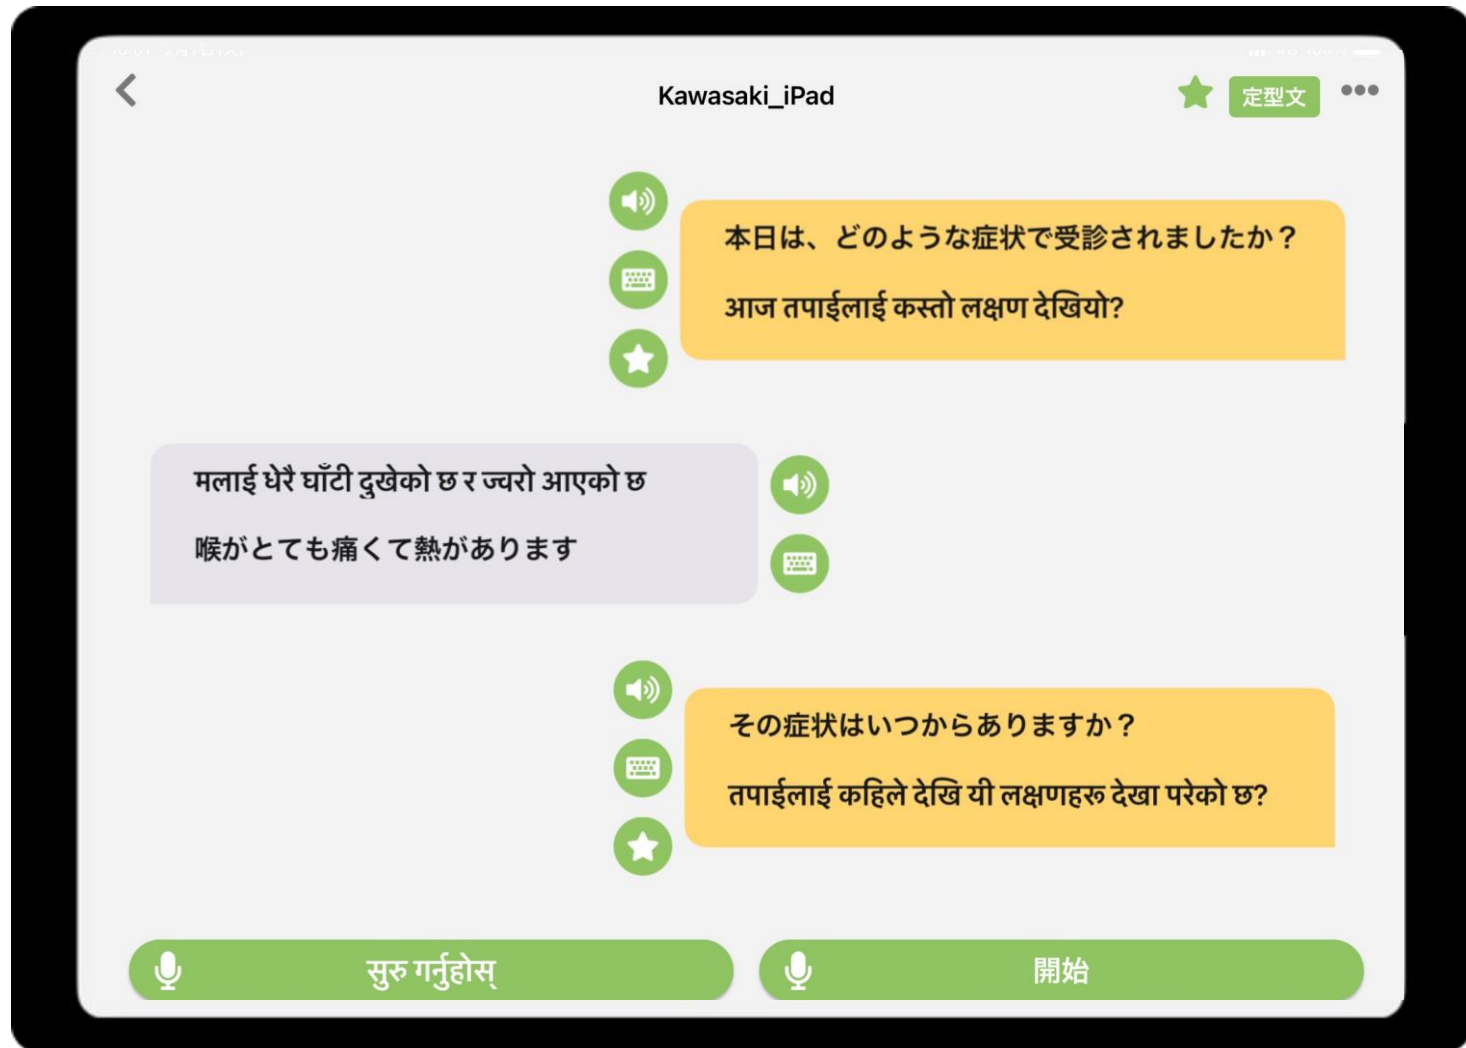 Kawasaki_iPad
定型文
本日は、どのような症状で受診されましたか？
आज तपाईलाई कस्तो लक्षण देखियो?
मलाई धेरै घाँटी दुखेको छ र ज्वरो आएको छ
喉がとても痛くて熱があります
その症状はいつからありますか？
तपाईलाई कहिले देखि यी लक्षणहरू देखा परेको छ?
सुरु गर्नुहोस्
開始